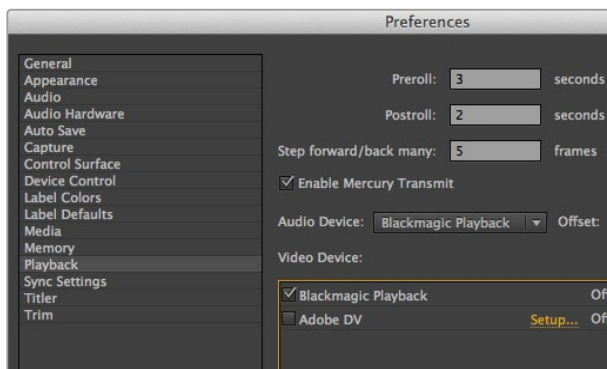 Preferences
General
Appearance
Audio
Audio Hardware
Auto Save
Capture
Control Surface
Device Control
Label Colors
Label Defaults
Media
Memory
Playback
Sync Settings
Titler
Trim
Preroll: 3 seconds
Postroll: 2 seconds
Step forward/back many: 5 frames
Enable Mercury Transmit
Audio Device: Blackmagic Playback Offset:
Video Device:
Blackmagic Playback Off
Adobe DV Setup... Off